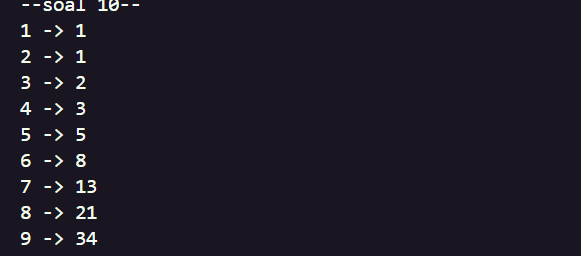 --soal 10--
1 -> 1
2 -> 1
3 -> 2
4 -> 3
5 -> 5
6 -> 8
7 -> 13
8 -> 21
9 -> 34